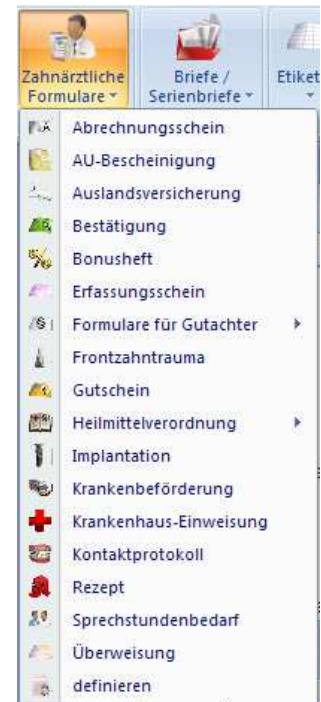 Zahnärztliche
Formulare
Briefe /
Serienbriefe
Etiket
Abrechnungsschein
AU-Bescheinigung
Auslandsversicherung
Bestätigung
Bonusheft
Erfassungsschein
Formulare für Gutachter
Frontzahntrauma
Gutschein
Heilmittelverordnung
Implantation
Krankenbeförderung
Krankenhaus-Einweisung
Kontaktprotokoll
Rezept
Sprechstundenbedarf
Überweisung
definieren